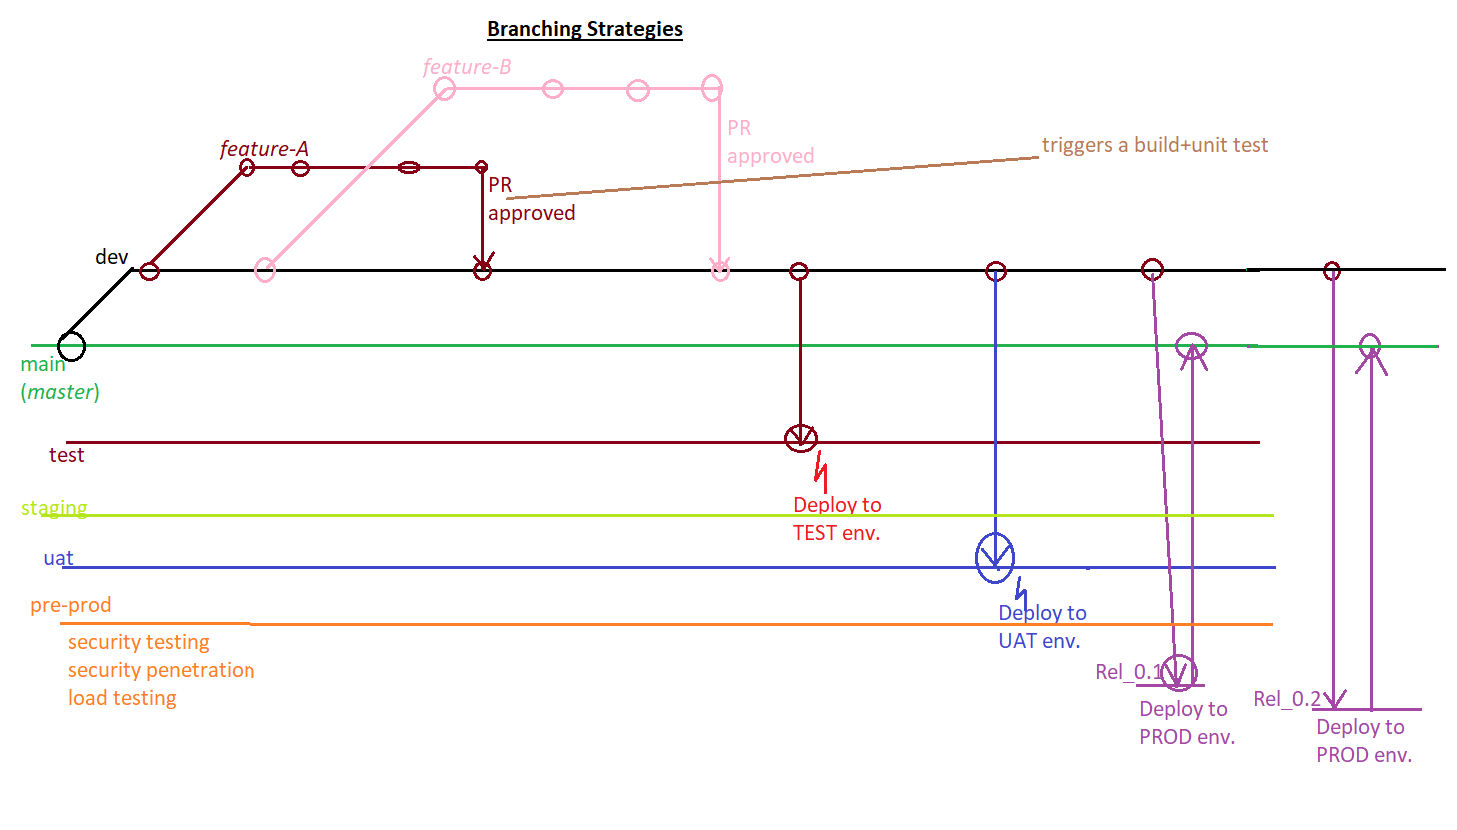 Branching Strategies
feature-B
PR
approved
triggers a build+unit test
feature-A
PR
approved
dev
main
(master)
test
staging
Deploy to
TEST env.
uat
pre-prod
Deploy to
UAT env.
security testing
security penetration
load testing
Rel_0.1
Deploy to
PROD env.
Rel_0.2
Deploy to
PROD env.